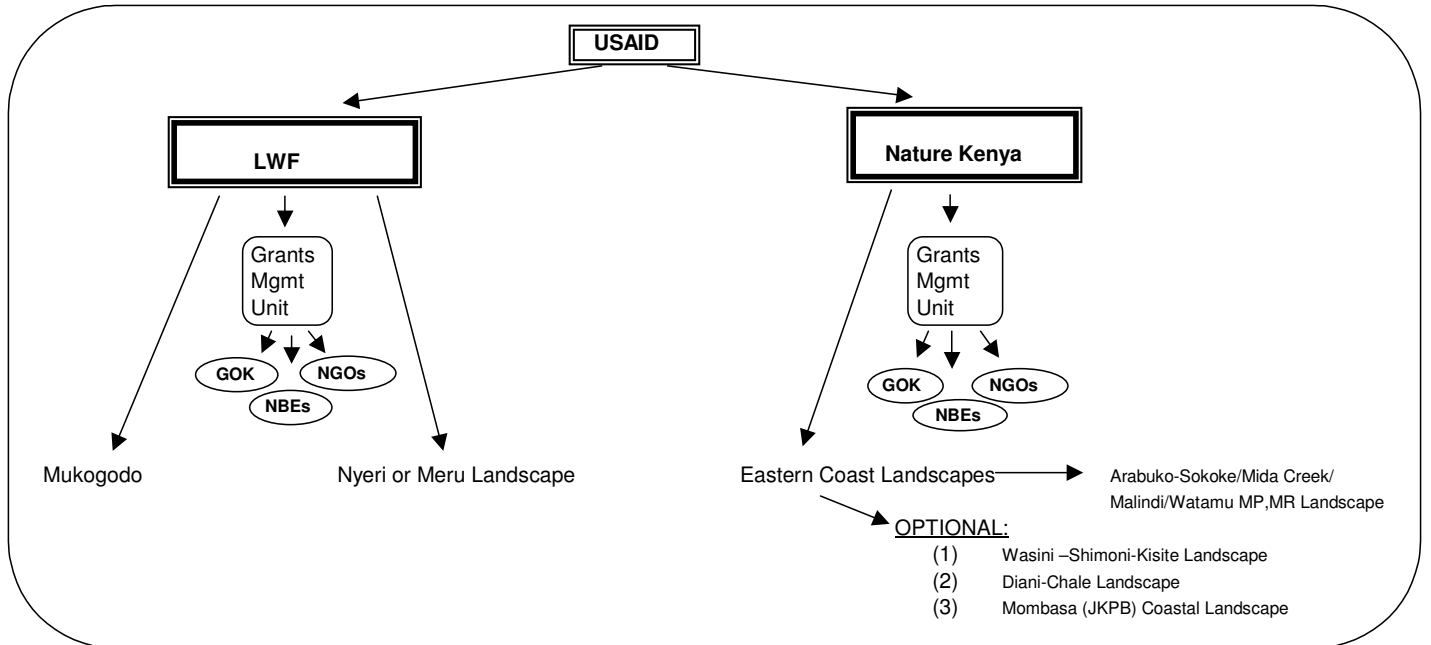 USAID
LWF
Nature Kenya
Grants
Mgmt
Unit
Grants
Mgmt
Unit
GOK
NGOs
NBEs
GOK
NGOs
NBEs
Mukogodo
Nyeri or Meru Landscape
Eastern Coast Landscapes
Arabuko-Sokoke/Mida Creek/
Malindi/Watamu MP,MR Landscape
OPTIONAL:
(1) Wasini –Shimoni-Kisite Landscape
(2) Diani-Chale Landscape
(3) Mombasa (JKPB) Coastal Landscape